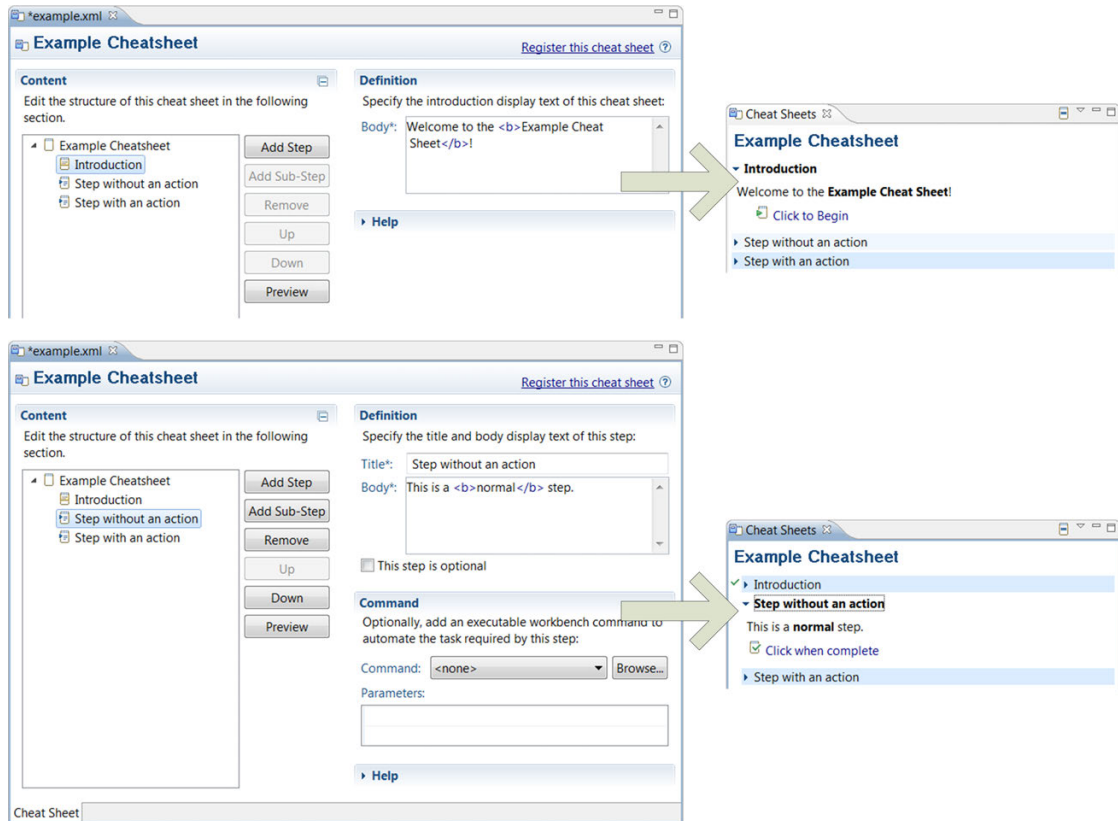 *example.xml
Example Cheatsheet
Register this cheat sheet
Content
Edit the structure of this cheat sheet in the following
section.
Example Cheatsheet
Introduction
Step without an action
Step with an action
Add Step
Add Sub-Step
Remove
Up
Down
Preview
Definition
Specify the introduction display text of this cheat sheet:
Body*: Welcome to the <b>Example Cheat
Sheet</b>!
Help
Cheat Sheets
Example Cheatsheet
Introduction
Welcome to the Example Cheat Sheet!
Click to Begin
Step without an action
Step with an action
*example.xml
Example Cheatsheet
Register this cheat sheet
Content
Edit the structure of this cheat sheet in the following
section.
Example Cheatsheet
Introduction
Step without an action
Step with an action
Add Step
Add Sub-Step
Remove
Up
Down
Preview
Definition
Specify the title and body display text of this step:
Title*: Step without an action
Body*: This is a <b>normal</b> step.
This step is optional
Command
Optionally, add an executable workbench command to
automate the task required by this step:
Command: <none> Browse...
Parameters:
Help
Cheat Sheet
Cheat Sheets
Example Cheatsheet
Introduction
Step without an action
This is a normal step.
Click when complete
Step with an action